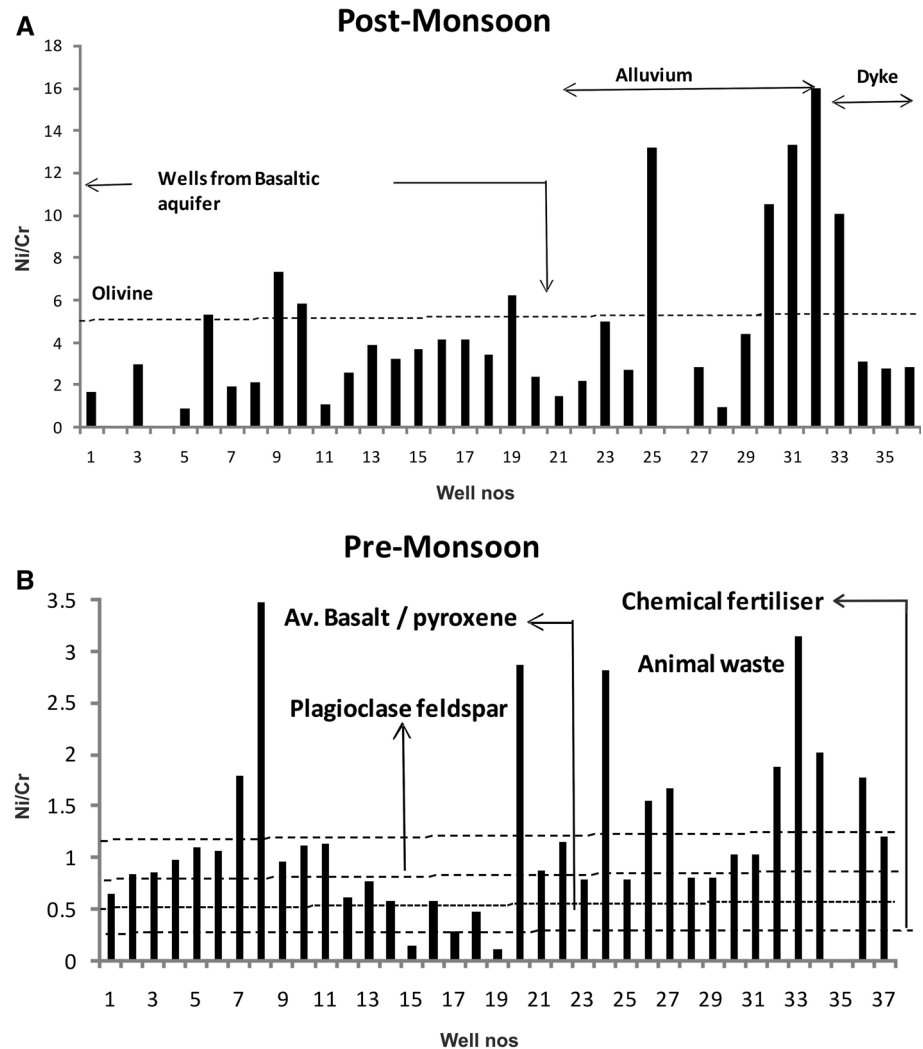 A
Post-Monsoon
18
16
14
12
10
8
6
4
2
0
Ni/Cr
Alluvium
Dyke
Wells from Basaltic
aquifer
Olivine
1 3 5 7 9 11 13 15 17 19 21 23 25 27 29 31 33 35
Well nos
Pre-Monsoon
B
3.5
3
2.5
2
1.5
1
0.5
0
Ni/Cr
Av. Basalt / pyroxene
Chemical fertiliser
Animal waste
Plagioclase feldspar
1 3 5 7 9 11 13 15 17 19 21 23 25 27 29 31 33 35 37
Well nos